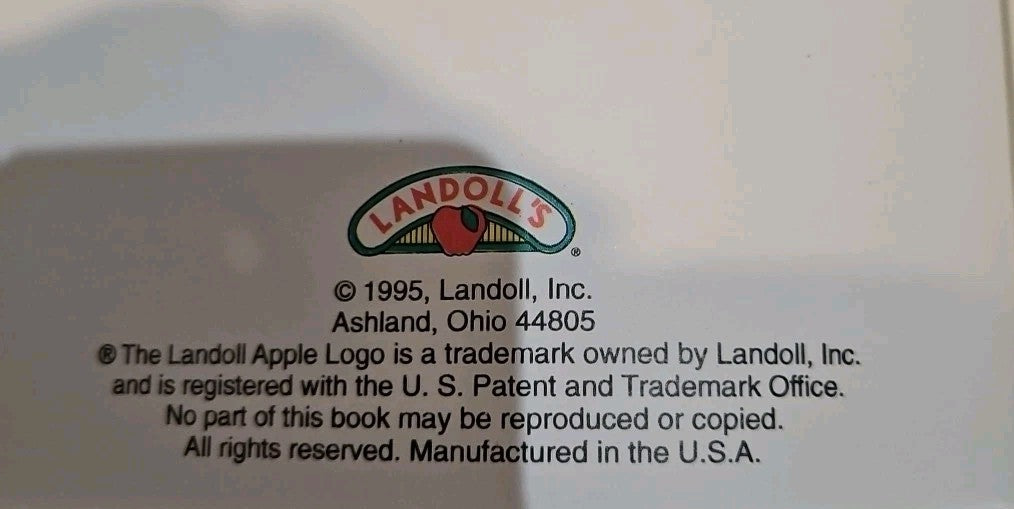 LANDOLL'S
®
© 1995, Landoll, Inc.
Ashland, Ohio 44805
® The Landoll Apple Logo is a trademark owned by Landoll, Inc.
and is registered with the U. S. Patent and Trademark Office.
No part of this book may be reproduced or copied.
All rights reserved. Manufactured in the U.S.A.